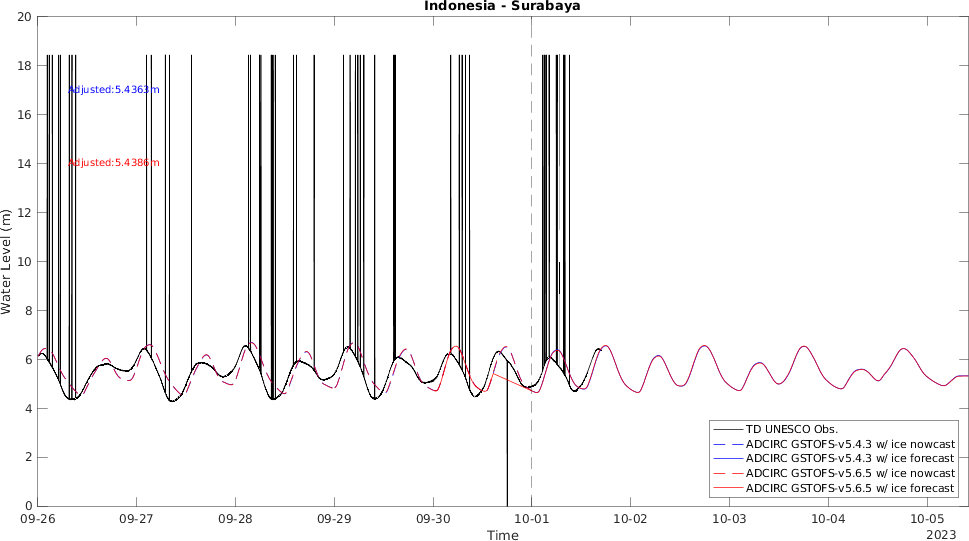 Indonesia - Surabaya
Water Level (m)
20
18
16
14
12
10
8
6
4
2
0
Adjusted:5.4363m
Adjusted:5.4386m
TD UNESCO Obs.
ADCIRC GSTOFS-v5.4.3 w/ ice nowcast
ADCIRC GSTOFS-v5.4.3 w/ ice forecast
ADCIRC GSTOFS-v5.6.5 w/ ice nowcast
ADCIRC GSTOFS-v5.6.5 w/ ice forecast
09-26 09-27 09-28 09-29 09-30 10-01 10-02 10-03 10-04 10-05
Time
2023